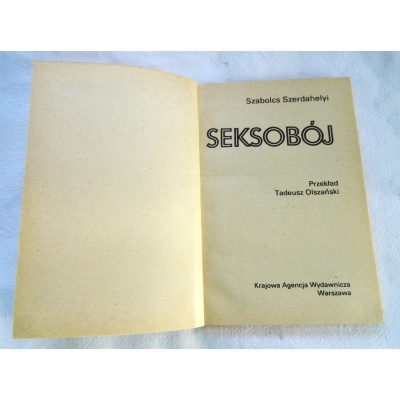 Szabolcs Szerdahelyi
SEKSOBÓJ
Przekład
Tadeusz Olszański
Krajowa Agencja Wydawnicza
Warszawa